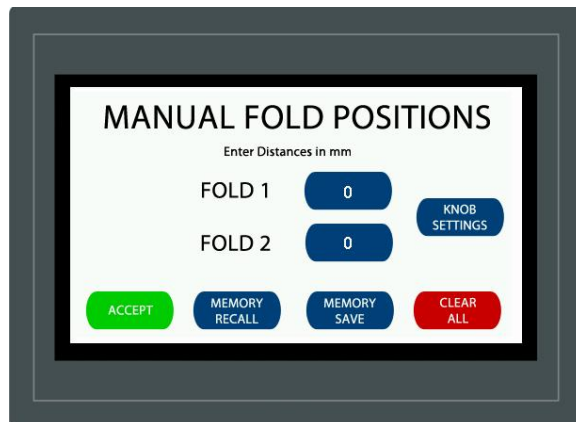 MANUAL FOLD POSITIONS
Enter Distances in mm
FOLD 1
0
KNOB
SETTINGS
FOLD 2
0
ACCEPT
MEMORY
RECALL
MEMORY
SAVE
CLEAR
ALL